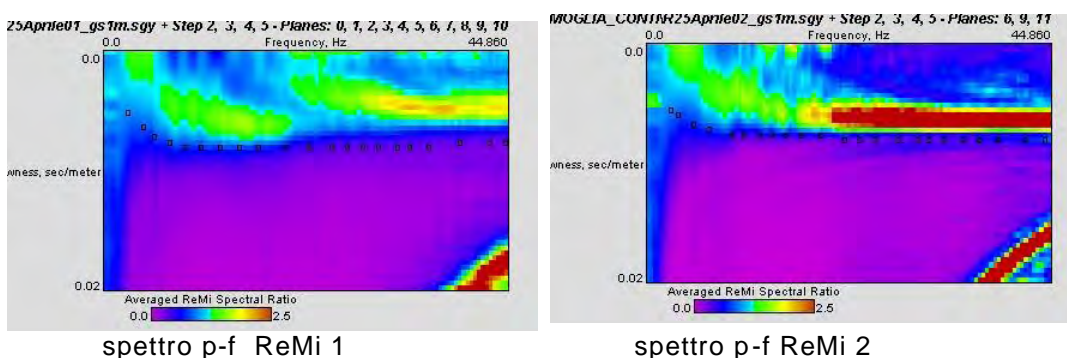 25Aprile01_gs1m.sgy + Step 2, 3, 4, 5 - Planes: 0, 1, 2, 3, 4, 5, 6, 7, 8, 9, 10
0.0 Frequency, Hz 44.860
0.0
wness, sec/meter
0.02
Averaged ReMi Spectral Ratio
0.0 2.5
spettro p-f ReMi 1
MOGLIA_CONTNR25Aprile02_gs1m.sgy + Step 2, 3, 4, 5 - Planes: 6, 9, 11
0.0 Frequency, Hz 44.860
0.0
wness, sec/meter
0.02
Averaged ReMi Spectral Ratio
0.0 2.5
spettro p-f ReMi 2